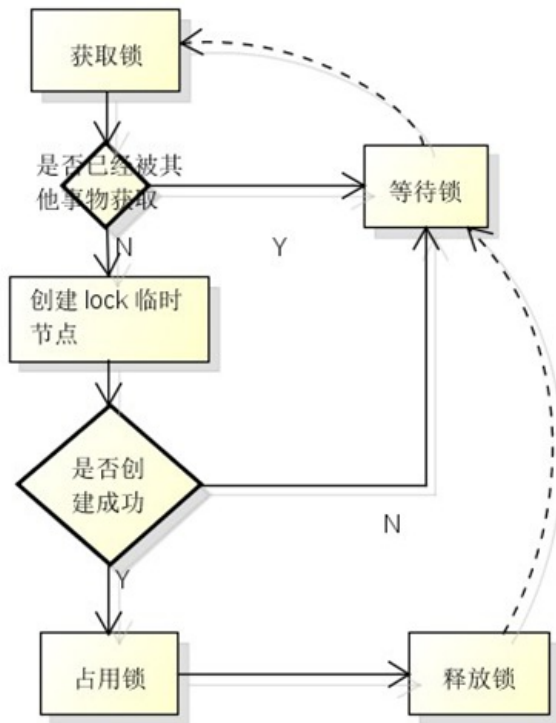 获取锁
是否已经被其
他事物获取
等待锁
N
Y
创建 lock 临时
节点
是否创
建成功
N
Y
占用锁
释放锁